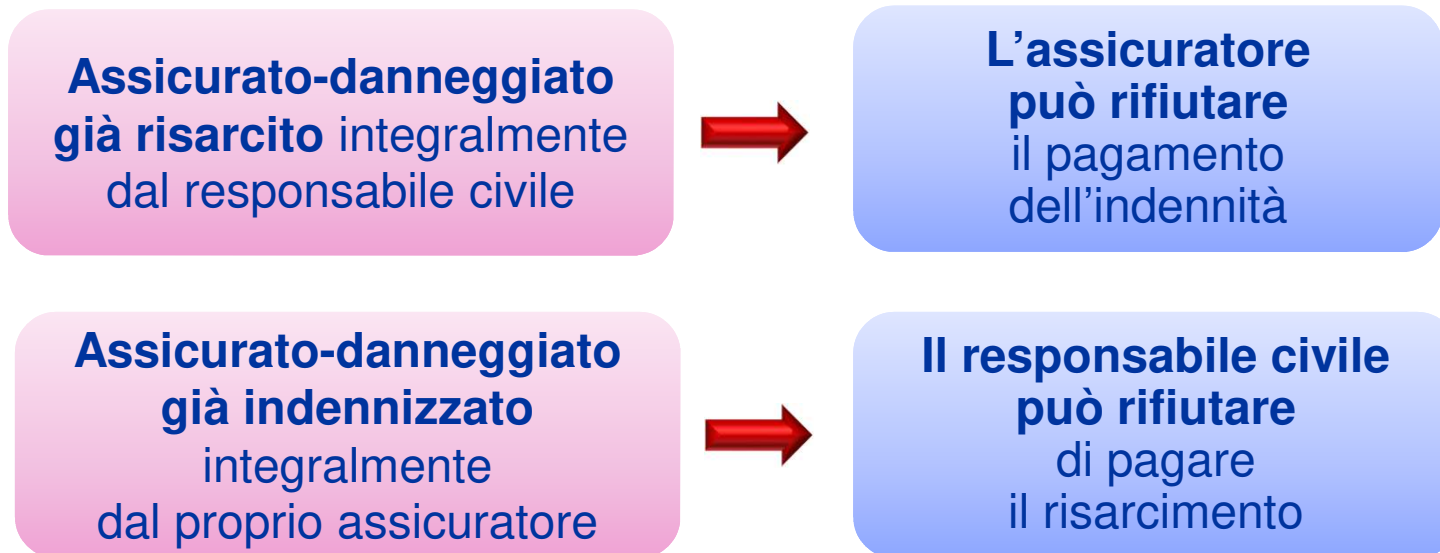 Assicurato-danneggiato
già risarcito integralmente
dal responsabile civile
L’assicuratore
può rifiutare
il pagamento
dell’indennità
Assicurato-danneggiato
già indennizzato
integralmente
dal proprio assicuratore
Il responsabile civile
può rifiutare
di pagare
il risarcimento